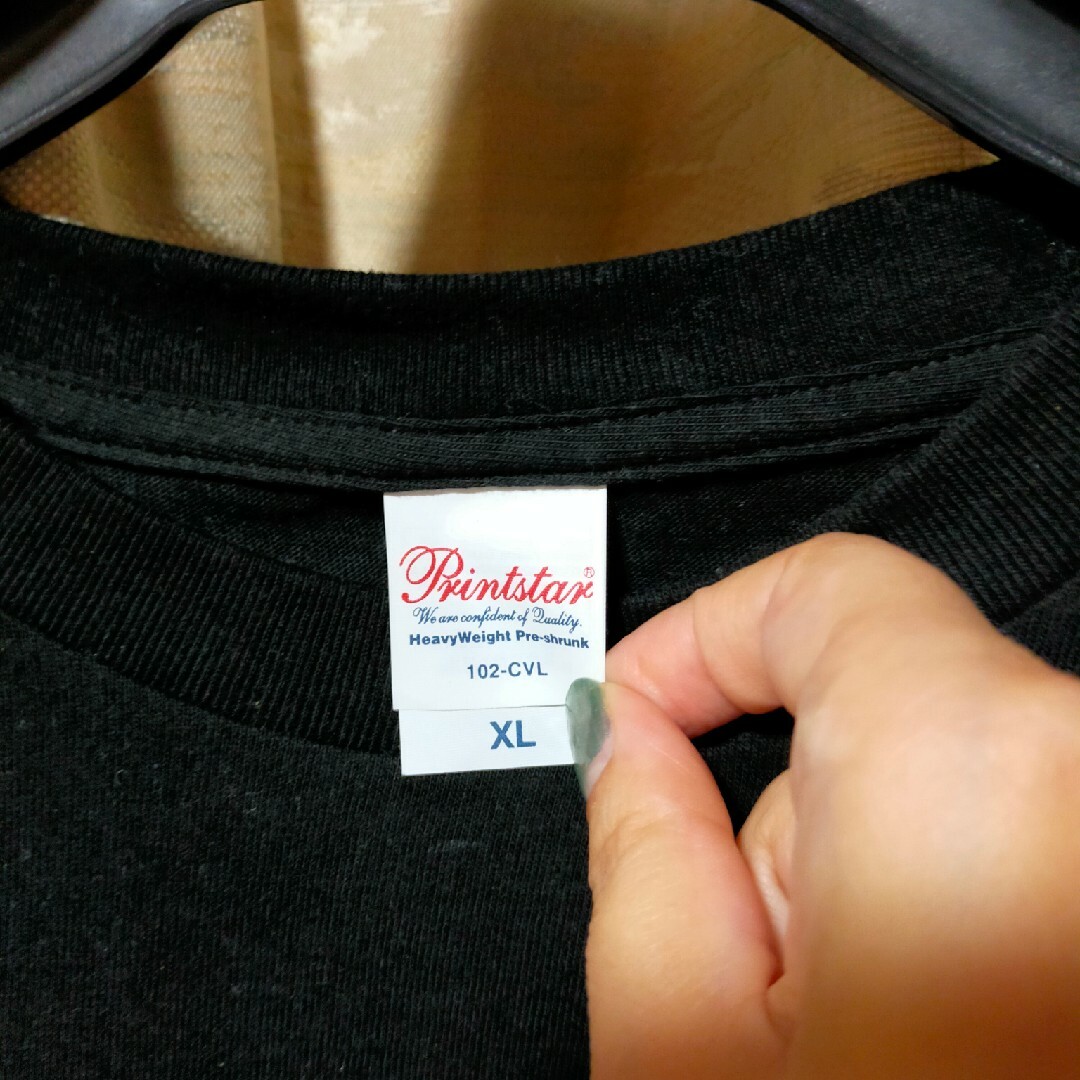 Printstar®
We are confident of Quality.
HeavyWeight Pre-shrunk
102-CVL
XL